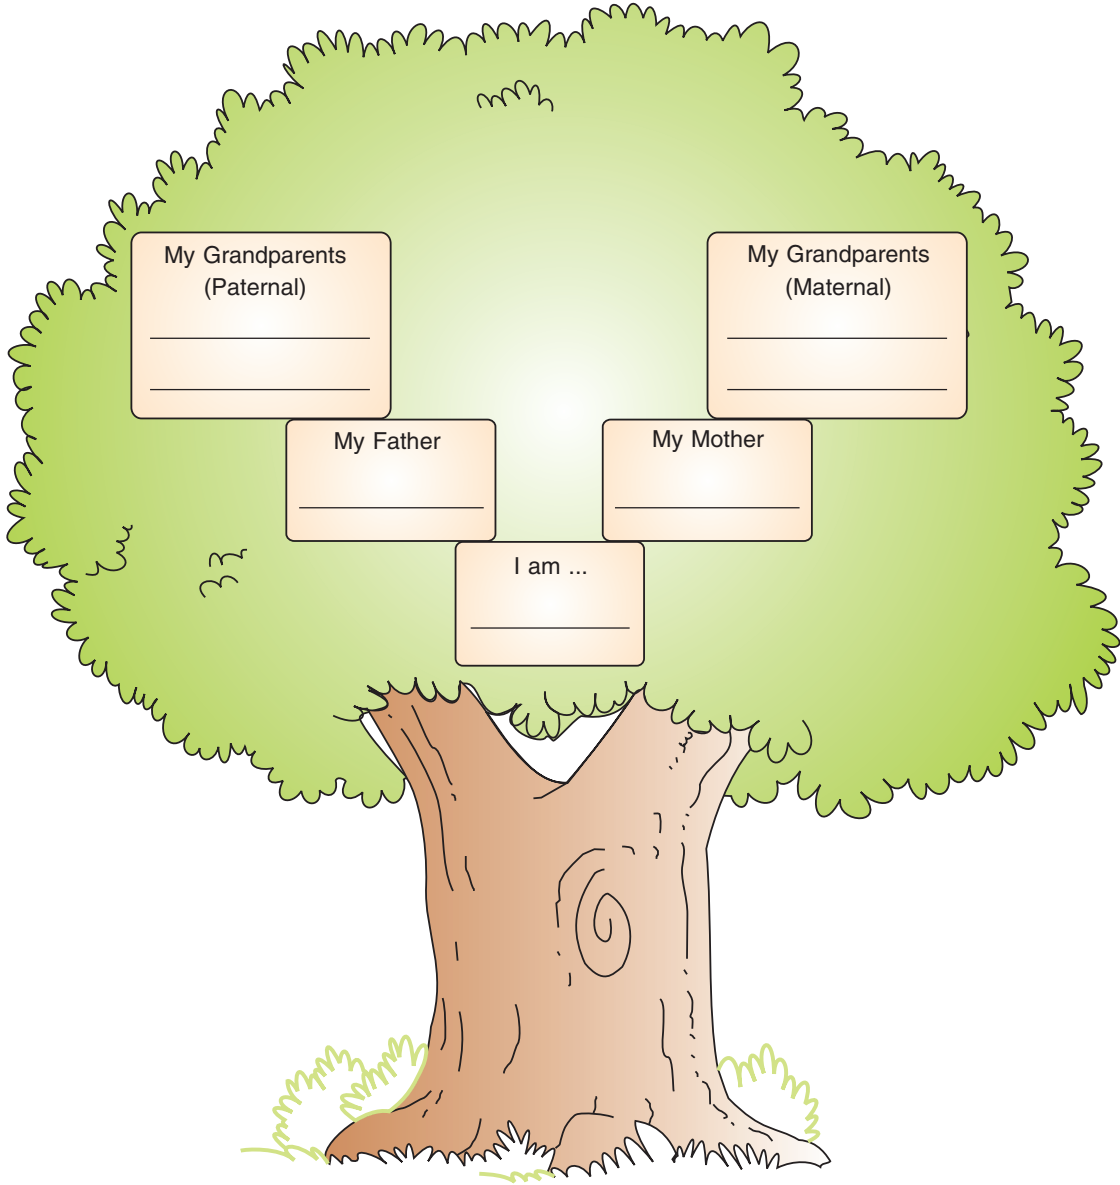 My Grandparents
(Paternal)
My Grandparents
(Maternal)
My Father
My Mother
I am ...